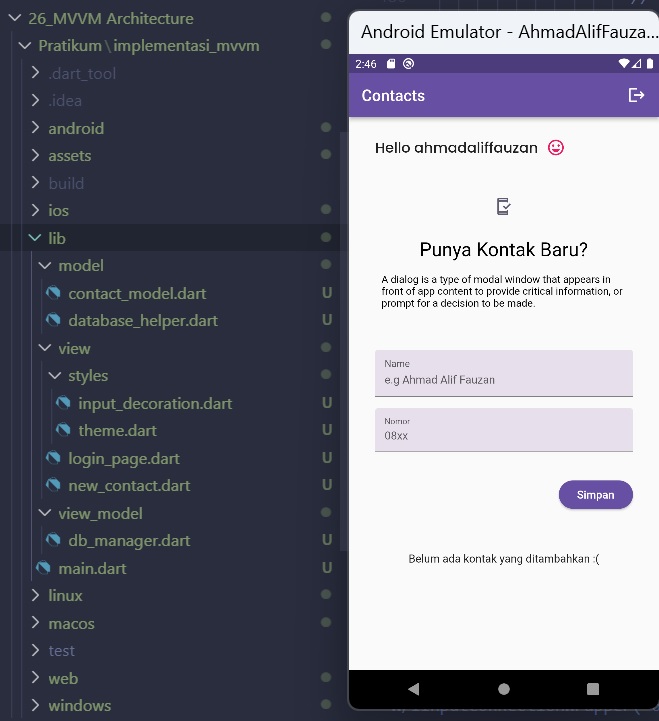 26_MVVM Architecture
Pratikum\implementasi_mvvm
.dart_tool
.idea
android
assets
build
ios
lib
model
contact_model.dart U
database_helper.dart U
view
styles
input_decoration.dart U
theme.dart U
login_page.dart U
new_contact.dart U
view_model
db_manager.dart U
main.dart U
linux
macos
test
web
windows
Android Emulator - AhmadAlifFauza...
2:46
Contacts
Hello ahmadaliffauzan
Punya Kontak Baru?
A dialog is a type of modal window that appears in
front of app content to provide critical information, or
prompt for a decision to be made.
Name
e.g Ahmad Alif Fauzan
Nomor
08xx
Simpan
Belum ada kontak yang ditambahkan :(